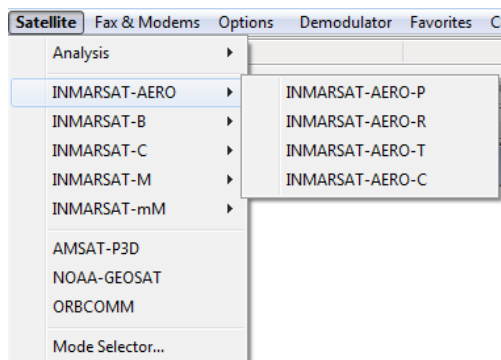 Satellite Fax & Modems Options Demodulator Favorites
Analysis
INMARSAT-AERO
INMARSAT-B
INMARSAT-C
INMARSAT-M
INMARSAT-mM
AMSAT-P3D
NOAA-GEOSAT
ORBCOMM
Mode Selector...
INMARSAT-AERO-P
INMARSAT-AERO-R
INMARSAT-AERO-T
INMARSAT-AERO-C